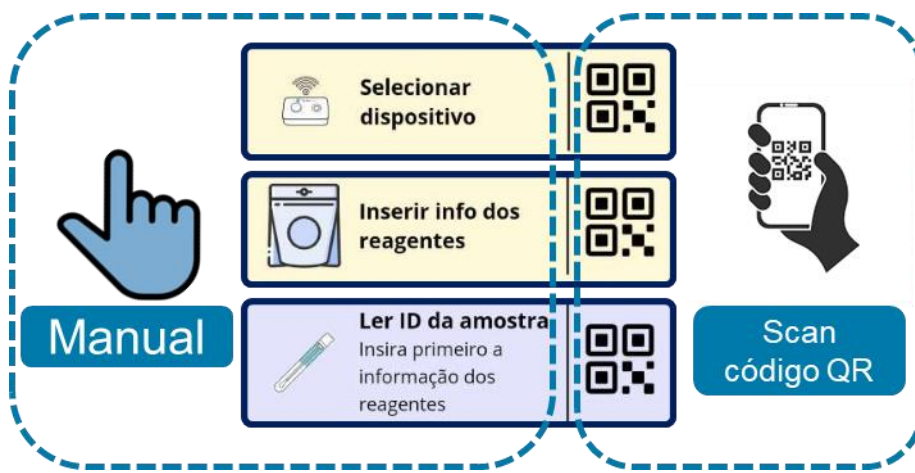 Selecionar
dispositivo
Inserir info dos
reagentes
Ler ID da amostra
Insira primeiro a
informação dos
reagentes
Manual
Scan
código QR